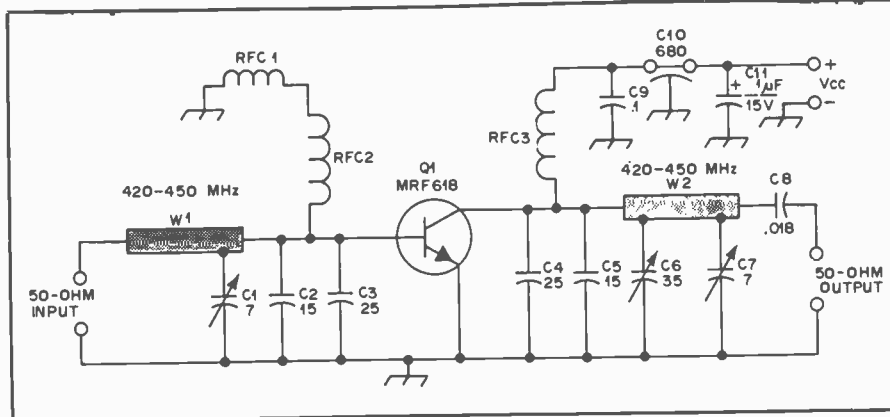 RFC 1
RFC2
420-450 MHz
W1
50-OHM
INPUT
C1
7
C2
15
C3
25
Q1
MRF618
RFC3
C9
.1
C10
680
C11
1µF
15V
+
+
Vcc
-
420-450 MHz
W2
C8
.018
C4
25
C5
15
C6
35
C7
7
50-OHM
OUTPUT